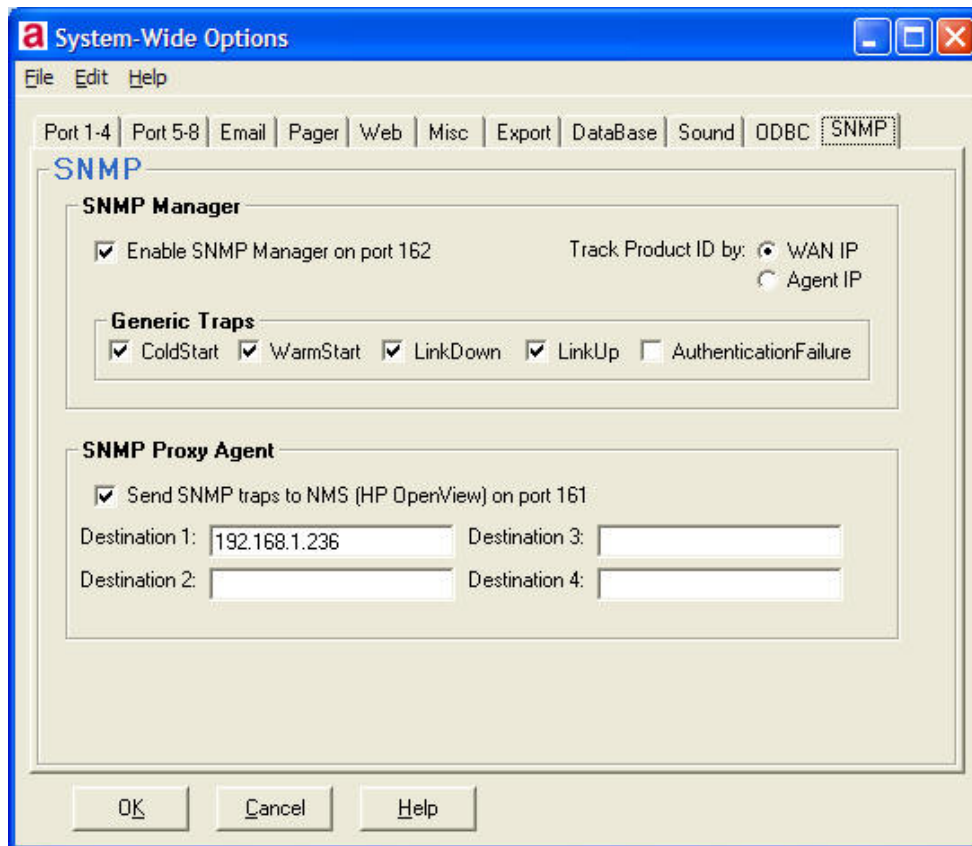 a System-Wide Options
File Edit Help
Port 1-4 Port 5-8 Email Pager Web Misc Export DataBase Sound ODBC SNMP
SNMP
SNMP Manager
Enable SNMP Manager on port 162 Track Product ID by: WAN IP
Agent IP
Generic Traps
ColdStart WarmStart LinkDown LinkUp AuthenticationFailure
SNMP Proxy Agent
Send SNMP traps to NMS (HP OpenView) on port 161
Destination 1: 192.168.1.236 Destination 3:
Destination 2: Destination 4:
OK Cancel Help